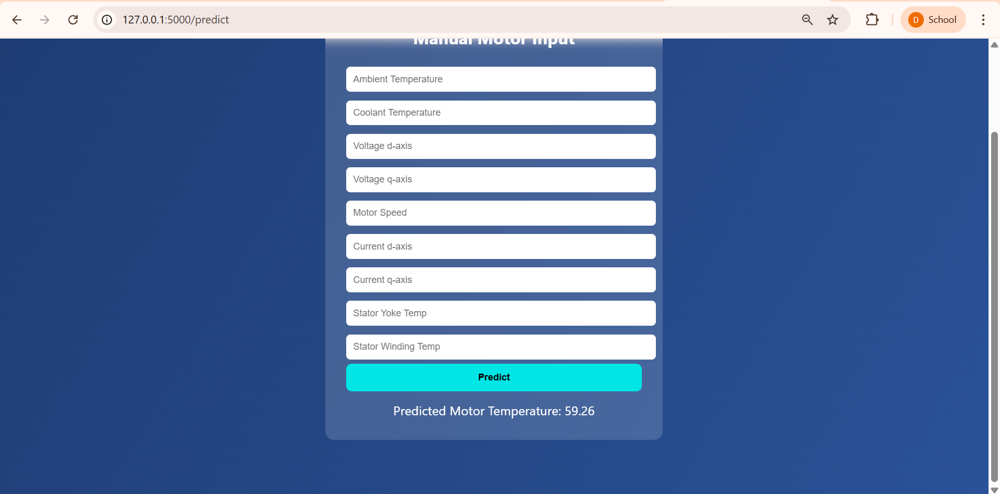 127.0.0.1:5000/predict
D
School
Manual Motor Input
Ambient Temperature
Coolant Temperature
Voltage d-axis
Voltage q-axis
Motor Speed
Current d-axis
Current q-axis
Stator Yoke Temp
Stator Winding Temp
Predict
Predicted Motor Temperature: 59.26